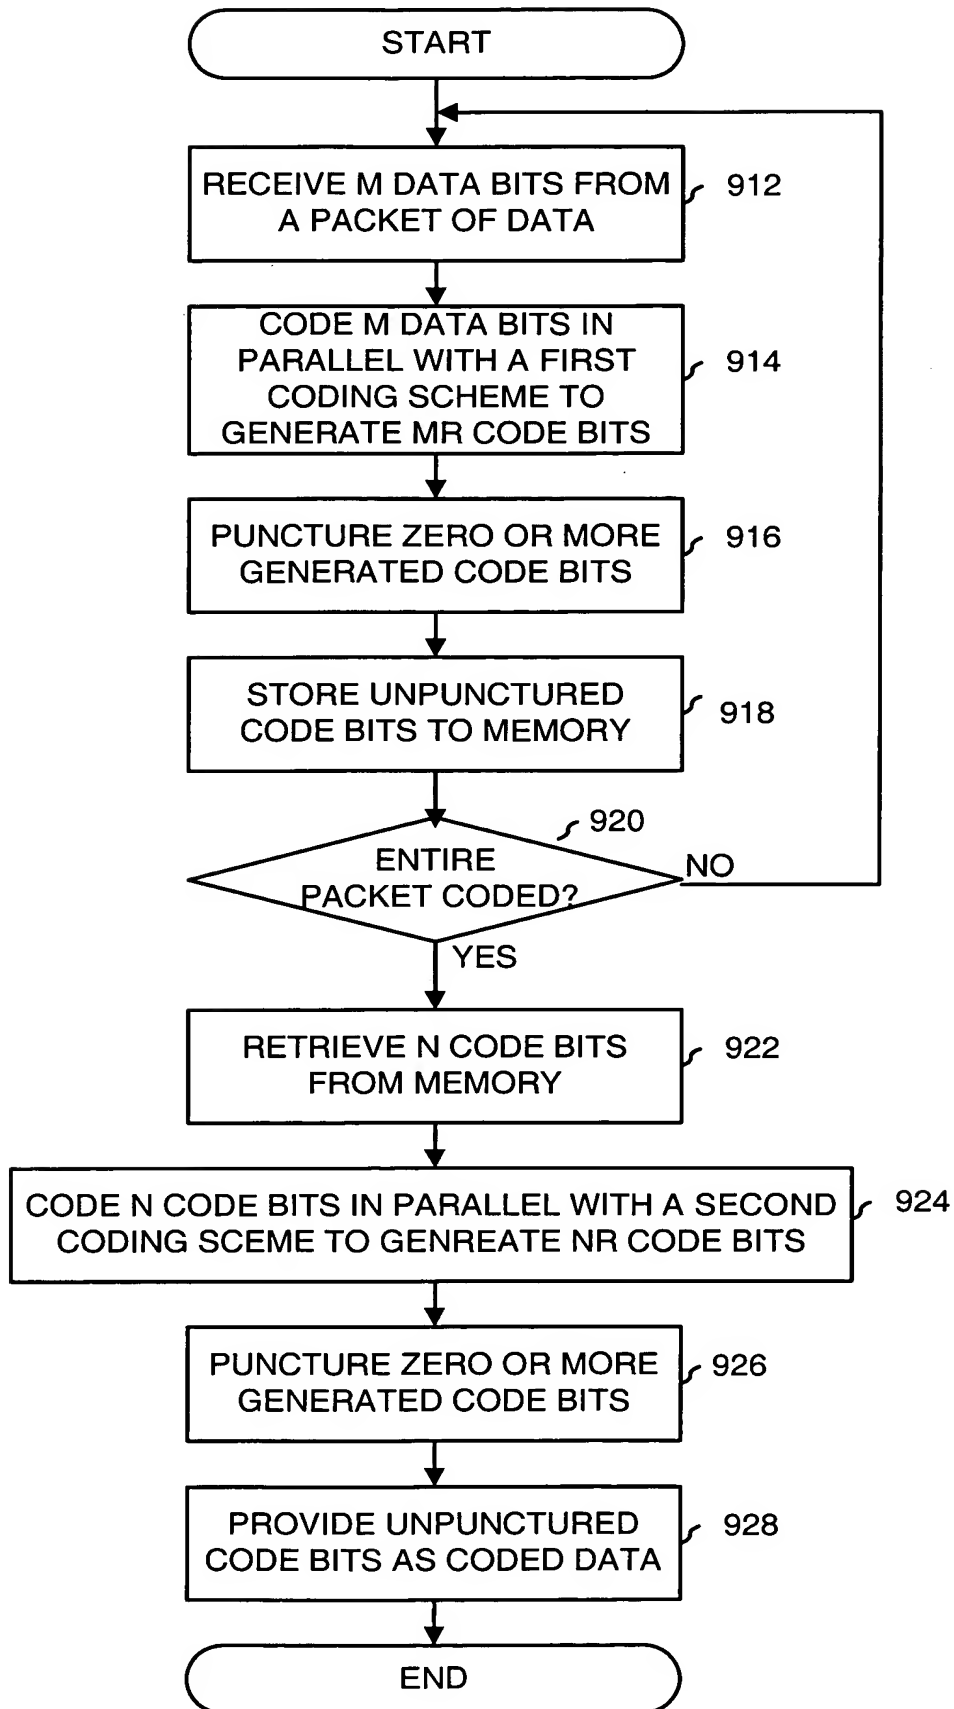 START
RECEIVE M DATA BITS FROM
A PACKET OF DATA
912
CODE M DATA BITS IN
PARALLEL WITH A FIRST
CODING SCHEME TO
GENERATE MR CODE BITS
914
PUNCTURE ZERO OR MORE
GENERATED CODE BITS
916
STORE UNPUNCTURED
CODE BITS TO MEMORY
918
920
ENTIRE
PACKET CODED?
NO
YES
RETRIEVE N CODE BITS
FROM MEMORY
922
CODE N CODE BITS IN PARALLEL WITH A SECOND
CODING SCEME TO GENREATE NR CODE BITS
924
PUNCTURE ZERO OR MORE
GENERATED CODE BITS
926
PROVIDE UNPUNCTURED
CODE BITS AS CODED DATA
928
END